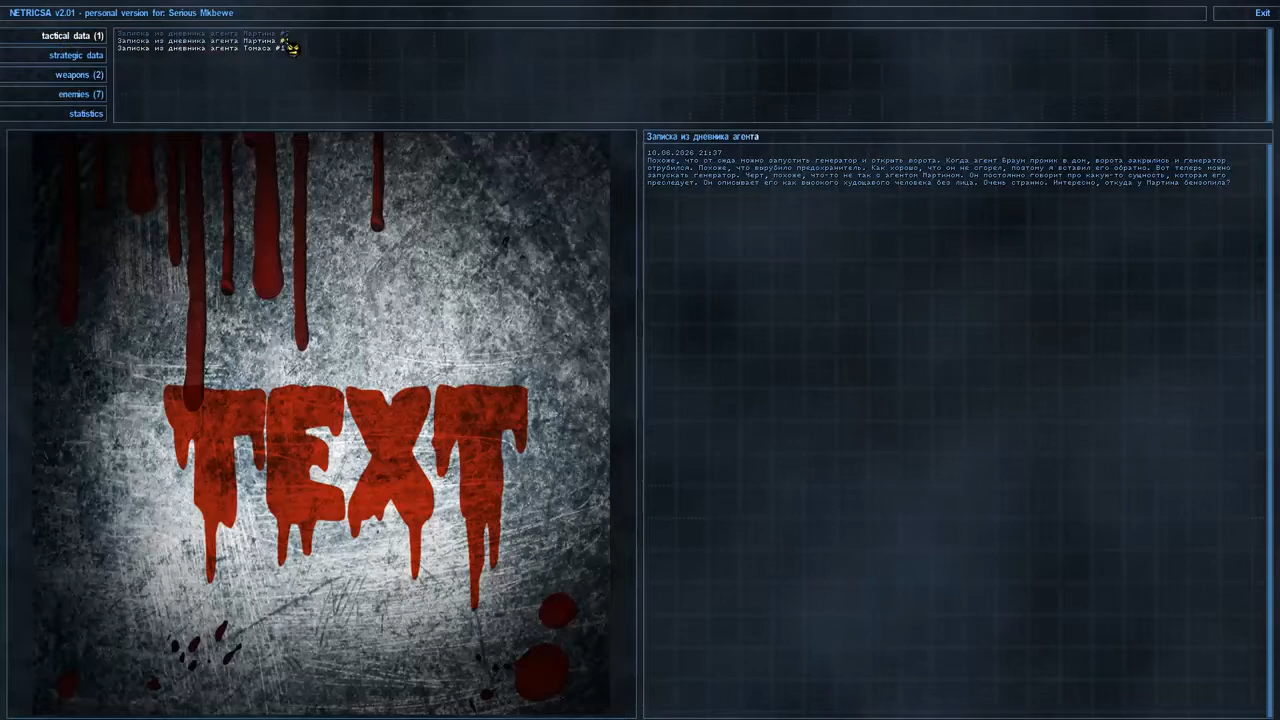 NETRICSA v2.01 - personal version for: Serious Mkbewe
Exit
tactical data (1)
strategic data
weapons (2)
enemies (7)
statistics
Записка из дневника агента Мартина
Записка из дневника агента Мартина
Записка из дневника агента Томаса #1
TEXT
Записка из дневника агента
10.06.2026 21:37
Похоже, что от сюда можно запустить генератор и открыть ворота. Когда агент Браун проник в дом, ворота закрылись и генератор
отрубился. Похоже, что вырубило предохранитель. Как хорошо, что он не сгорел, поэтому я вставил его обратно. Вот теперь можно
запускать генератор. Черт, похоже, что-то не так с агентом Мартином. Он постоянно говорит про какую-то сущность, которая его
преследует. Он описывает его как высокого худощавого человека без лица. Очень странно. Интересно, откуда у Мартина бензопила?